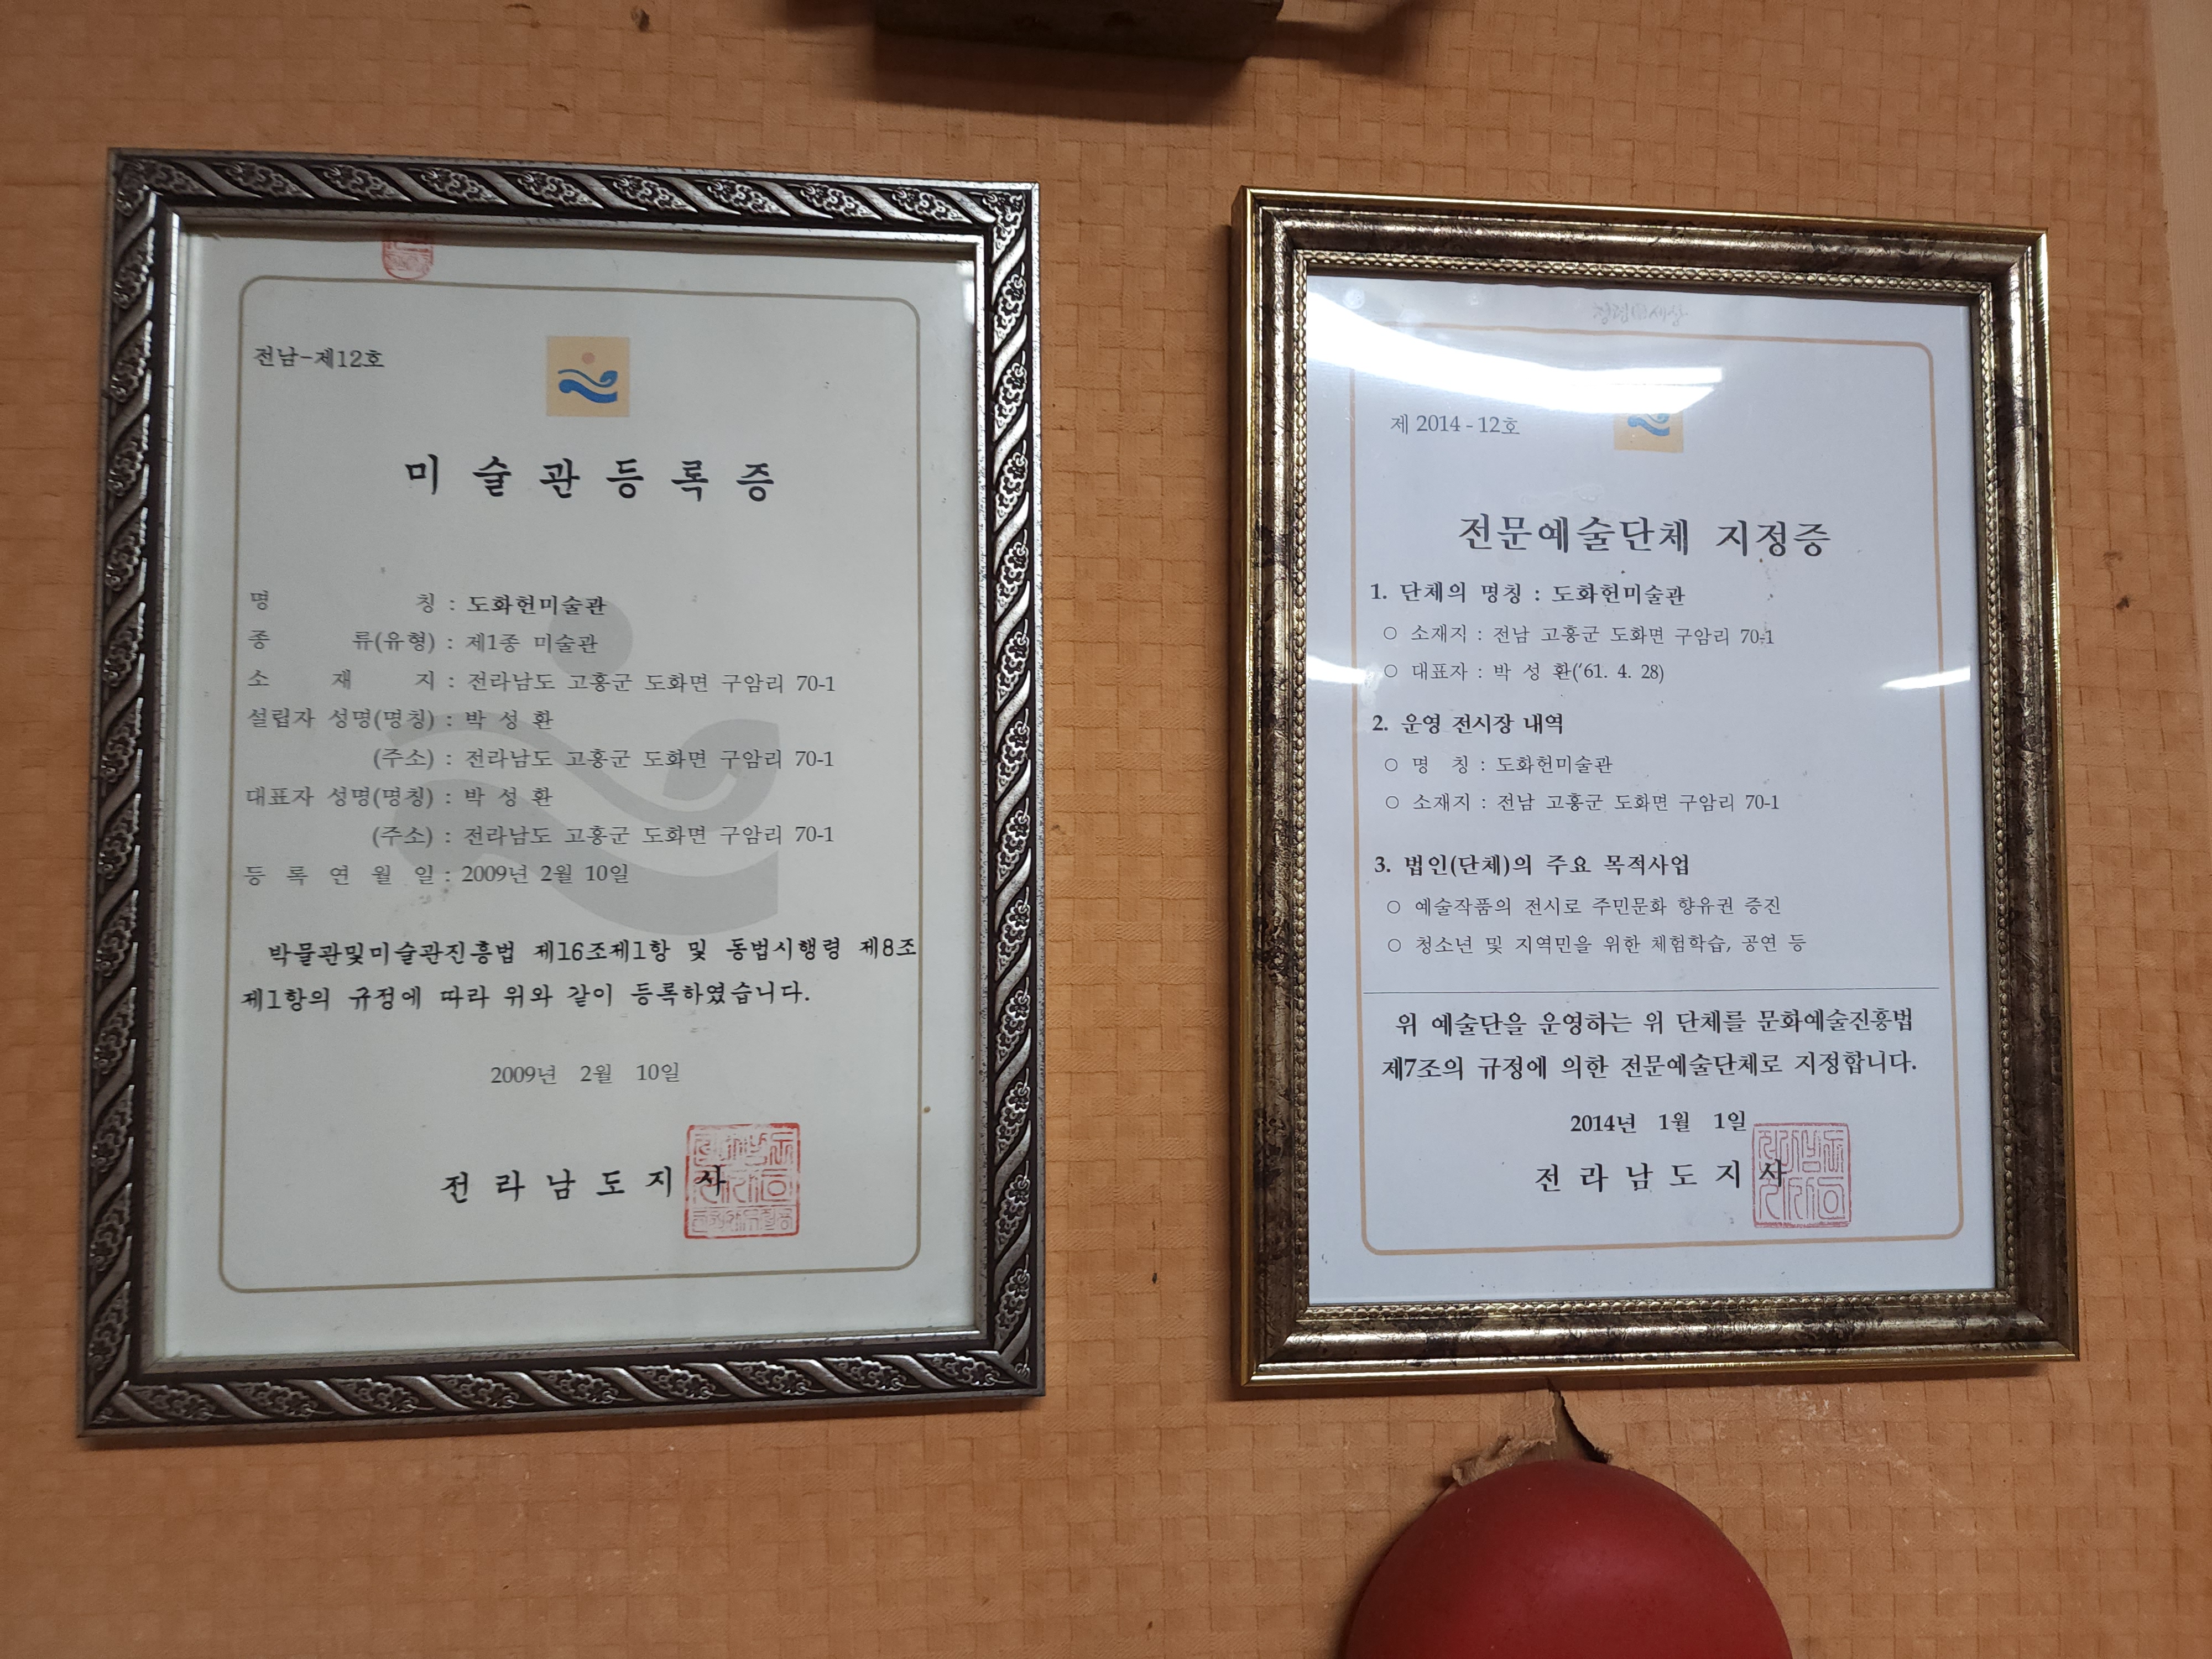 전남-제12호
미 술 관 등 록 증
명 칭 : 도화헌미술관
종 류(유형) : 제1종 미술관
소 재 지 : 전라남도 고흥군 도화면 구암리 70-1
설립자 성명(명칭) : 박 성 환
(주소) : 전라남도 고흥군 도화면 구암리 70-1
대표자 성명(명칭) : 박 성 환
(주소) : 전라남도 고흥군 도화면 구암리 70-1
등 록 연 월 일 : 2009년 2월 10일
박물관및미술관진흥법 제16조제1항 및 동법시행령 제8조
제1항의 규정에 따라 위와 같이 등록하였습니다.
2009년 2월 10일
전 라 남 도 지 사
제 2014 - 12호
전문예술단체 지정증
1. 단체의 명칭 : 도화헌미술관
○ 소재지 : 전남 고흥군 도화면 구암리 70-1
○ 대표자 : 박 성 환('61. 4. 28)
2. 운영 전시장 내역
○ 명 칭 : 도화헌미술관
○ 소재지 : 전남 고흥군 도화면 구암리 70-1
3. 법인(단체)의 주요 목적사업
○ 예술작품의 전시로 주민문화 향유권 증진
○ 청소년 및 지역민을 위한 체험학습, 공연 등
위 예술단을 운영하는 위 단체를 문화예술진흥법
제7조의 규정에 의한 전문예술단체로 지정합니다.
2014년 1월 1일
전 라 남 도 지 사